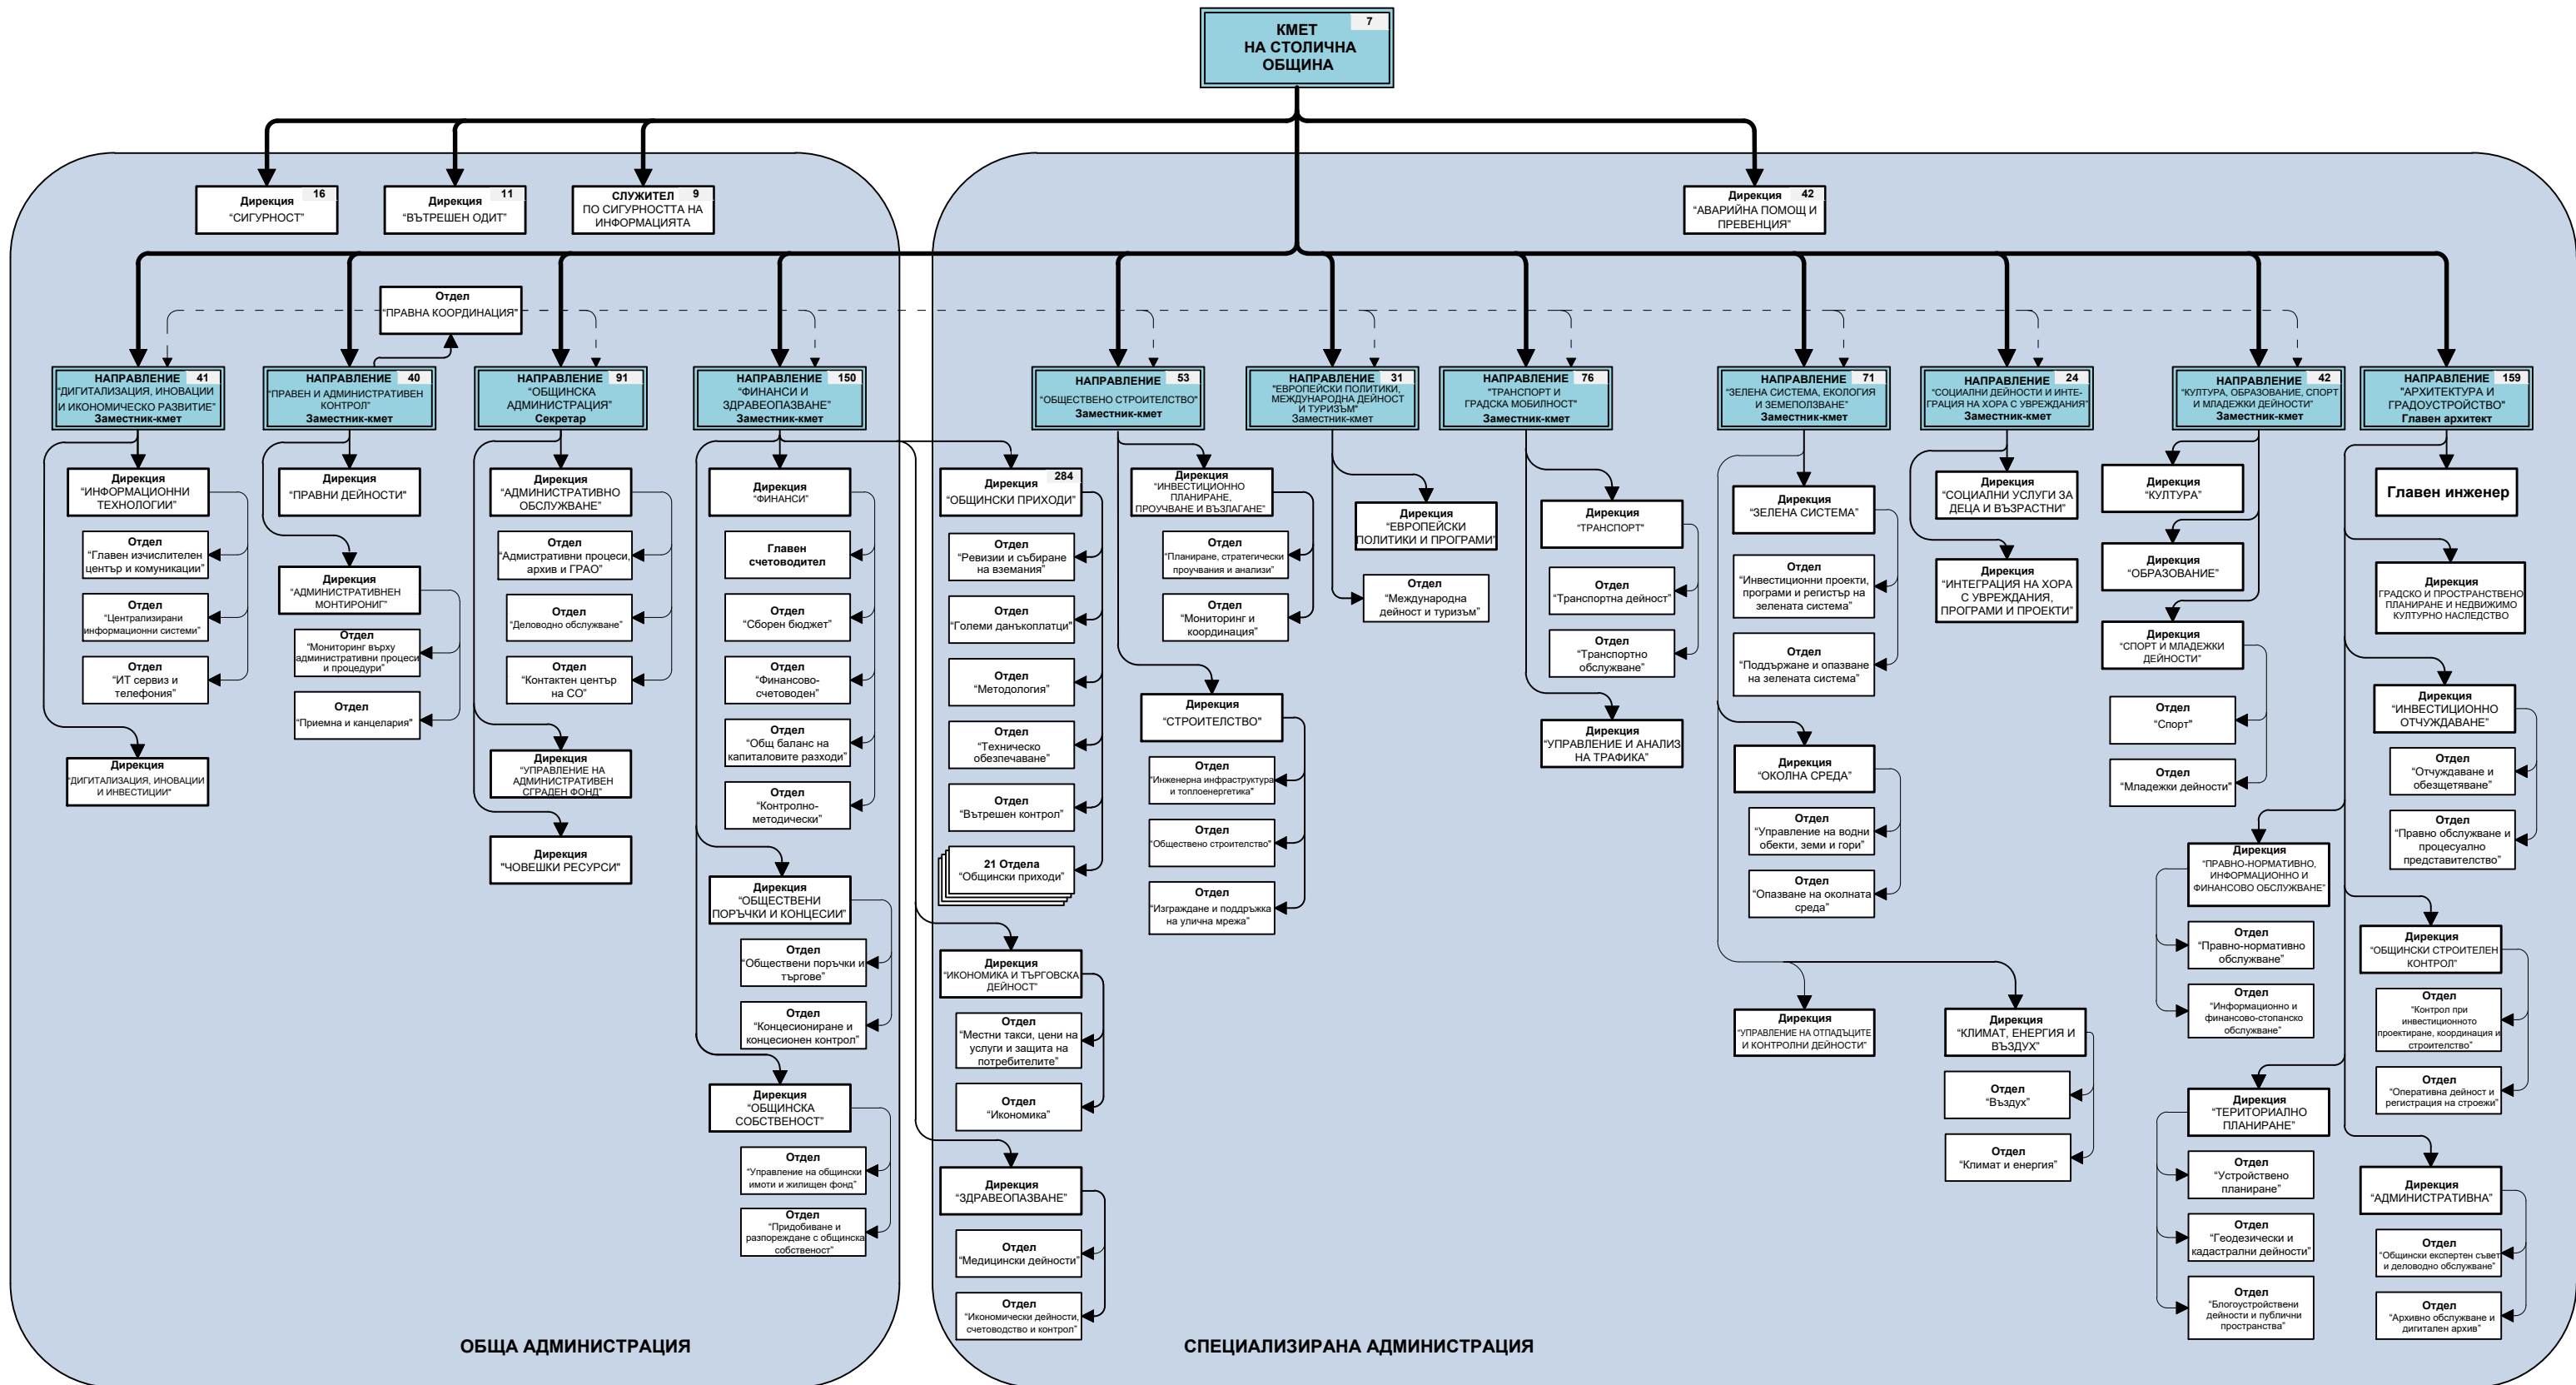 КМЕТ
7
НА СТОЛИЧНА
ОБЩИНА
Дирекция
16
“СИГУРНОСТ”
Дирекция
11
“ВЪТРЕШЕН ОДИТ”
СЛУЖИТЕЛ
9
ПО СИГУРНОСТТА НА
ИНФОРМАЦИЯТА
Дирекция
42
“АВАРИЙНА ПОМОЩ И
ПРЕВЕНЦИЯ”
Отдел
“ПРАВНА КООРДИНАЦИЯ"
НАПРАВЛЕНИЕ
41
“ДИГИТАЛИЗАЦИЯ, ИНОВАЦИИ
И ИКОНОМИЧЕСКО РАЗВИТИЕ”
Заместник-кмет
НАПРАВЛЕНИЕ
40
“ПРАВЕН И АДМИНИСТРАТИВЕН
КОНТРОЛ”
Заместник-кмет
НАПРАВЛЕНИЕ
91
“ОБЩИНСКА
АДМИНИСТРАЦИЯ”
Секретар
НАПРАВЛЕНИЕ
150
“ФИНАНСИ И
ЗДРАВЕОПАЗВАНЕ”
Заместник-кмет
НАПРАВЛЕНИЕ
53
“ОБЩЕСТВЕНО СТРОИТЕЛСТВО"
Заместник-кмет
НАПРАВЛЕНИЕ
31
"ЕВРОПЕЙСКИ ПОЛИТИКИ,
МЕЖДУНАРОДНА ДЕЙНОСТ
И ТУРИЗЪМ"
Заместник-кмет
НАПРАВЛЕНИЕ
76
"ТРАНСПОРТ И
ГРАДСКА МОБИЛНОСТ"
Заместник-кмет
НАПРАВЛЕНИЕ
71
“ЗЕЛЕНА СИСТЕМА, ЕКОЛОГИЯ
И ЗЕМЕПОЛЗВАНЕ”
Заместник-кмет
НАПРАВЛЕНИЕ
24
“СОЦИАЛНИ ДЕЙНОСТИ И ИНТЕ-
ГРАЦИЯ НА ХОРА С УВРЕЖДАНИЯ”
Заместник-кмет
НАПРАВЛЕНИЕ
42
“КУЛТУРА, ОБРАЗОВАНИЕ, СПОРТ
И МЛАДЕЖКИ ДЕЙНОСТИ”
Заместник-кмет
НАПРАВЛЕНИЕ
159
"АРХИТЕКТУРА И
ГРАДОУСТРОЙСТВО"
Главен архитект
Дирекция
“ИНФОРМАЦИОННИ
ТЕХНОЛОГИИ”
Отдел
“Главен изчислителен
център и комуникации”
Отдел
“Централизирани
информационни системи”
Отдел
“ИТ сервиз и
телефония”
Дирекция
“ДИГИТАЛИЗАЦИЯ, ИНОВАЦИИ
И ИНВЕСТИЦИИ”
Дирекция
“ПРАВНИ ДЕЙНОСТИ”
Дирекция
“АДМИНИСТРАТИВЕН
МОНТИРОНИГ”
Отдел
“Мониторинг върху
административни процеси
и процедури”
Отдел
“Приемна и канцелария"
Дирекция
“АДМИНИСТРАТИВНО
ОБСЛУЖВАНЕ”
Отдел
“Адмистративни процеси,
архив и ГРАО”
Отдел
“Деловодно обслужване”
Отдел
“Контактен център
на СО”
Дирекция
“УПРАВЛЕНИЕ НА
АДМИНИСТРАТИВЕН
СГРАДЕН ФОНД”
Дирекция
"ЧОВЕШКИ РЕСУРСИ"
Дирекция
“ФИНАНСИ”
Главен
счетоводител
Отдел
“Сборен бюджет”
Отдел
“Финансово-
счетоводен”
Отдел
“Общ баланс на
капиталовите разходи”
Отдел
“Контролно-
методически”
Дирекция
“ОБЩЕСТВЕНИ
ПОРЪЧКИ И КОНЦЕСИИ”
Отдел
“Обществени поръчки и
търгове”
Отдел
“Концесиониране и
концесионен контрол”
Дирекция
“ОБЩИНСКА
СОБСТВЕНОСТ”
Отдел
“Управление на общински
имоти и жилищен фонд”
Отдел
“Придобиване и
разпореждане с общинска
собственост”
Дирекция
284
“ОБЩИНСКИ ПРИХОДИ”
Отдел
“Ревизии и събиране
на вземания”
Отдел
“Големи данъкоплатци"
Отдел
“Методология”
Отдел
“Техническо
обезпечаване”
Отдел
“Вътрешен контрол”
21 Отдела
“Общински приходи”
Дирекция
“ИКОНОМИКА И ТЪРГОВСКА
ДЕЙНОСТ”
Отдел
“Местни такси, цени на
услуги и защита на
потребителите”
Отдел
“Икономика”
Дирекция
“ЗДРАВЕОПАЗВАНЕ”
Отдел
“Медицински дейности”
Отдел
“Икономически дейности,
счетоводство и контрол”
Дирекция
“ИНВЕСТИЦИОННО
ПЛАНИРАНЕ,
ПРОУЧВАНЕ И ВЪЗЛАГАНЕ”
Отдел
“Планиране, стратегически
проучвания и анализи”
Отдел
“Мониторинг и
координация”
Дирекция
“СТРОИТЕЛСТВО"
Отдел
“Инженерна инфраструктура
и топлоенергетика”
Отдел
“Обществено строителство”
Отдел
“Изграждане и поддръжка
на улична мрежа”
Дирекция
“ЕВРОПЕЙСКИ
ПОЛИТИКИ И ПРОГРАМИ”
Отдел
“Международна
дейност и туризъм”
Дирекция
“ТРАНСПОРТ"
Отдел
“Транспортна дейност”
Отдел
“Транспортно
обслужване”
Дирекция
“УПРАВЛЕНИЕ И АНАЛИЗ
НА ТРАФИКА”
Дирекция
“ЗЕЛЕНА СИСТЕМА”
Отдел
“Инвестиционни проекти,
програми и регистър на
зелената система”
Отдел
“Поддържане и опазване
на зелената система”
Дирекция
“ОКОЛНА СРЕДА”
Отдел
“Управление на водни
обекти, земи и гори”
Отдел
“Опазване на околната
среда”
Дирекция
“УПРАВЛЕНИЕ НА ОТПАДЪЦИТЕ
И КОНТРОЛНИ ДЕЙНОСТИ”
Дирекция
“КЛИМАТ, ЕНЕРГИЯ И
ВЪЗДУХ”
Отдел
“Въздух”
Отдел
“Климат и енергия”
Дирекция
“СОЦИАЛНИ УСЛУГИ ЗА
ДЕЦА И ВЪЗРАСТНИ”
Дирекция
“ИНТЕГРАЦИЯ НА ХОРА
С УВРЕЖДАНИЯ,
ПРОГРАМИ И ПРОЕКТИ”
Дирекция
“КУЛТУРА”
Дирекция
“ОБРАЗОВАНИЕ”
Дирекция
“СПОРТ И МЛАДЕЖКИ
ДЕЙНОСТИ”
Отдел
“Спорт"
Отдел
“Младежки дейности”
Дирекция
“ПРАВНО-НОРМАТИВНО,
ИНФОРМАЦИОННО И
ФИНАНСОВО ОБСЛУЖВАНЕ”
Отдел
“Правно-нормативно
обслужване”
Отдел
“Информационно и
финансово-стопанско
обслужване”
Дирекция
“ТЕРИТОРИАЛНО
ПЛАНИРАНЕ”
Отдел
“Устройствено
планиране”
Отдел
“Геодезически и
кадастрални дейности”
Отдел
“Блогоустройствени
дейности и публични
пространства”
Главен инженер
Дирекция
ГРАДСКО И ПРОСТРАНСТВЕНО
ПЛАНИРАНЕ И НЕДВИЖИМО
КУЛТУРНО НАСЛЕДСТВО
Дирекция
“ИНВЕСТИЦИОННО
ОТЧУЖДАВАНЕ”
Отдел
“Отчуждаване и
обезщетяване”
Отдел
“Правно обслужване и
процесуално
представителство”
Дирекция
“ОБЩИНСКИ СТРОИТЕЛЕН
КОНТРОЛ”
Отдел
“Контрол при
инвестиционното
проектиране, координация и
строителство”
Отдел
“Оперативна дейност и
регистрация на строежи”
Дирекция
“АДМИНИСТРАТИВНА”
Отдел
“Общински експертен съвет
и деловодно обслужване”
Отдел
“Архивно обслужване и
дигитален архив”
ОБЩА АДМИНИСТРАЦИЯ
СПЕЦИАЛИЗИРАНА АДМИНИСТРАЦИЯ